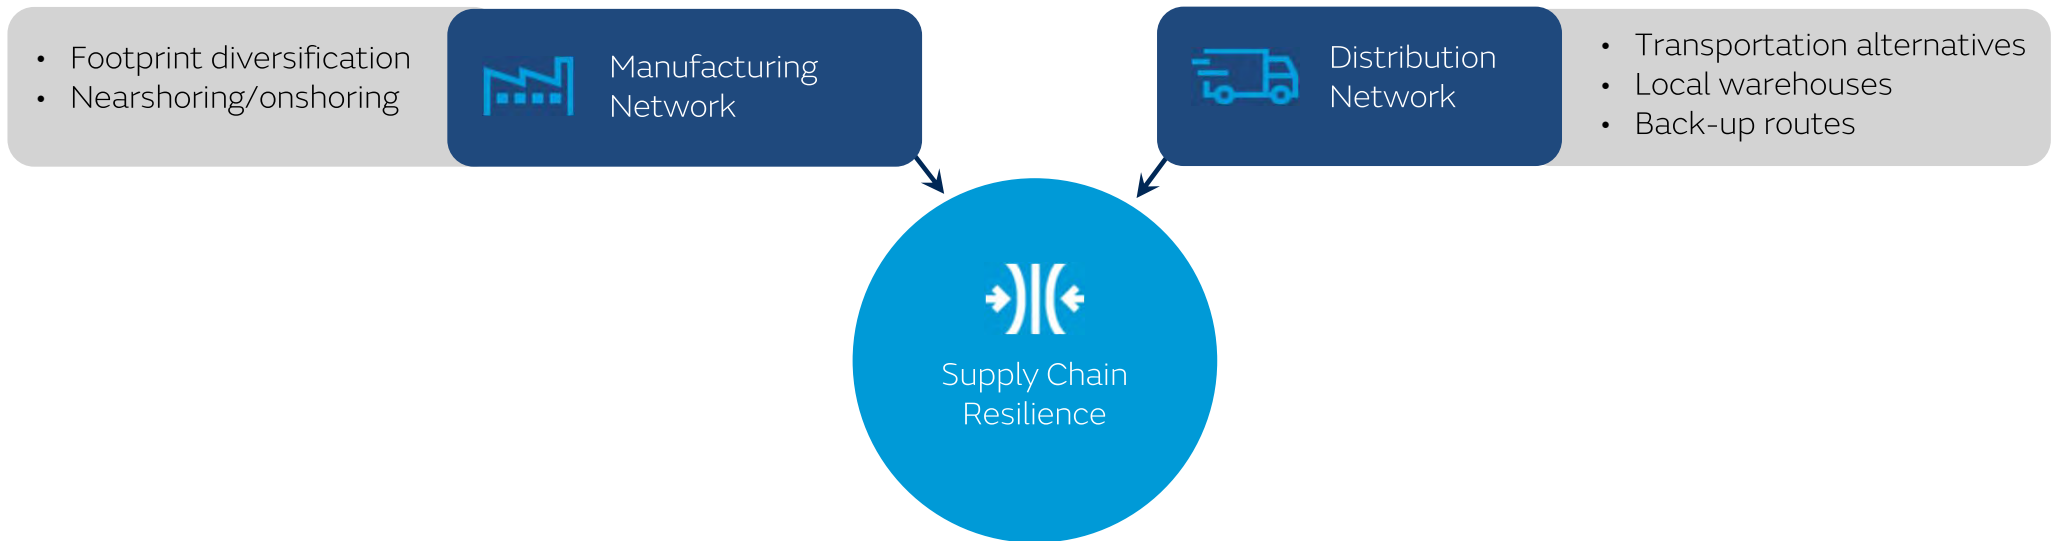 • Footprint diversification
• Nearshoring/onshoring
Manufacturing
Network
Distribution
Network
• Transportation alternatives
• Local warehouses
• Back-up routes
Supply Chain
Resilience